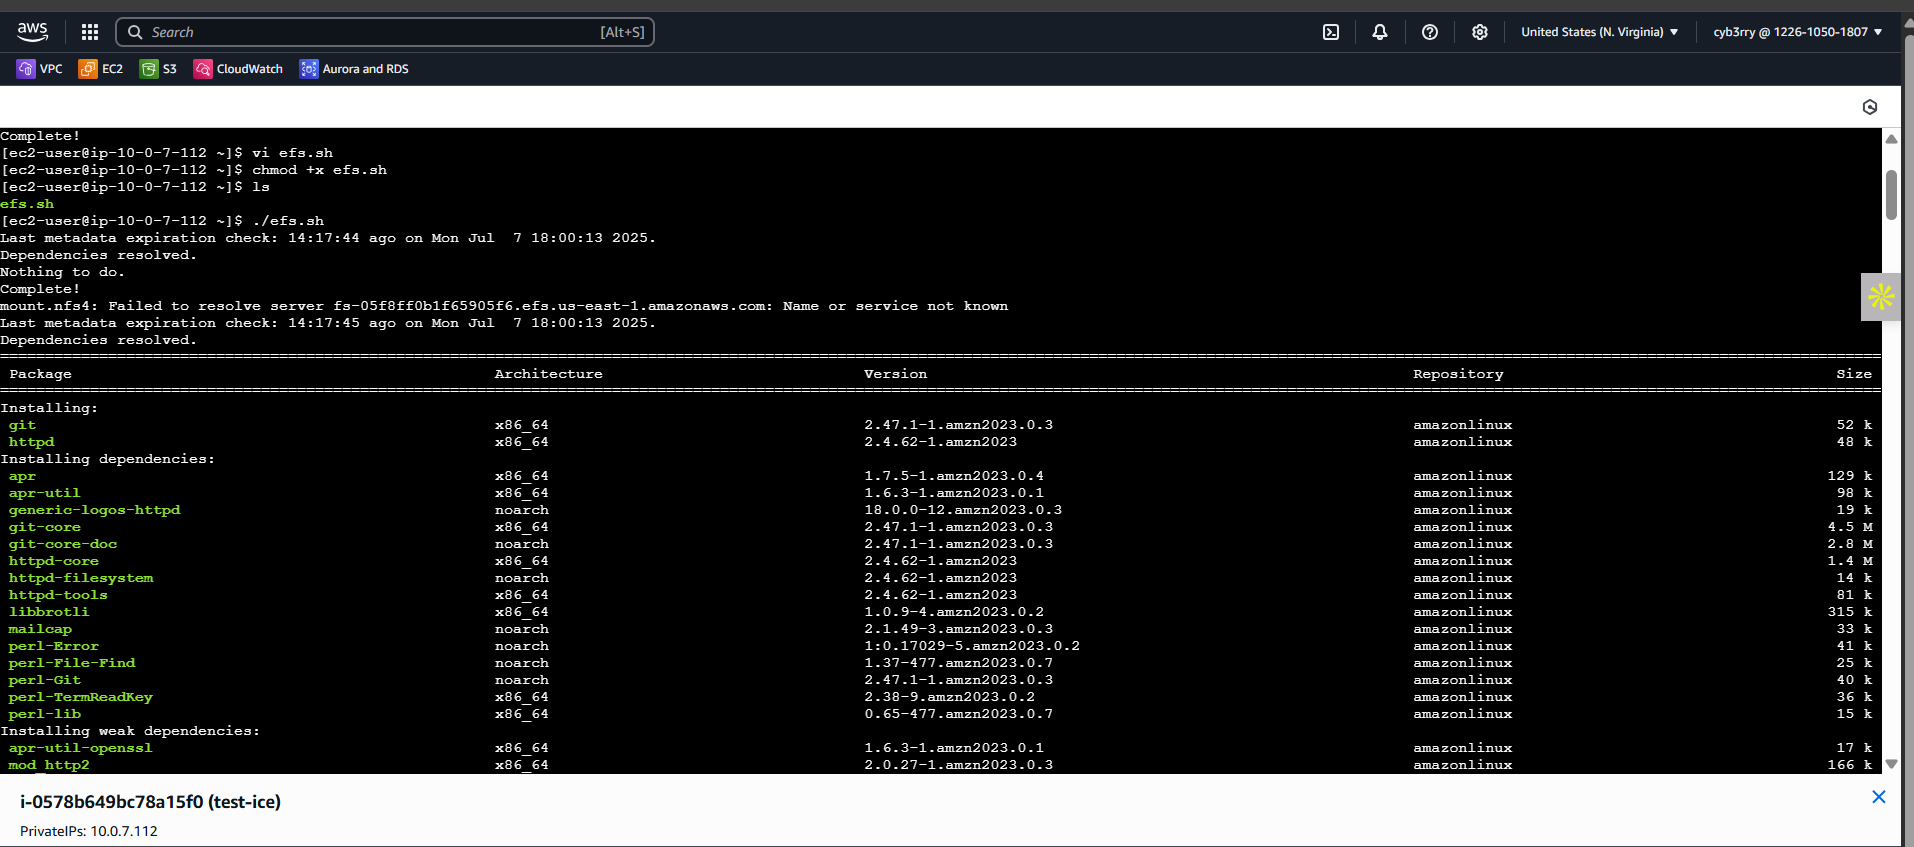 aws Search [Alt+S] United States (N. Virginia) ▼ cyb3rry @ 1226-1050-1807 ▼
VPC EC2 S3 CloudWatch Aurora and RDS
Complete!
[ec2-user@ip-10-0-7-112 ~]$ vi efs.sh
[ec2-user@ip-10-0-7-112 ~]$ chmod +x efs.sh
[ec2-user@ip-10-0-7-112 ~]$ ls
efs.sh
[ec2-user@ip-10-0-7-112 ~]$ ./efs.sh
Last metadata expiration check: 14:17:44 ago on Mon Jul  7 18:00:13 2025.
Dependencies resolved.
Nothing to do.
Complete!
mount.nfs4: Failed to resolve server fs-05f8ff0b1f65905f6.efs.us-east-1.amazonaws.com: Name or service not known
Last metadata expiration check: 14:17:45 ago on Mon Jul  7 18:00:13 2025.
Dependencies resolved.
Package Architecture Version Repository Size
Installing:
git x86_64 2.47.1-1.amzn2023.0.3 amazonlinux 52 k
httpd x86_64 2.4.62-1.amzn2023 amazonlinux 48 k
Installing dependencies:
apr x86_64 1.7.5-1.amzn2023.0.4 amazonlinux 129 k
apr-util x86_64 1.6.3-1.amzn2023.0.1 amazonlinux 98 k
generic-logos-httpd noarch 18.0.0-12.amzn2023.0.3 amazonlinux 19 k
git-core x86_64 2.47.1-1.amzn2023.0.3 amazonlinux 4.5 M
git-core-doc noarch 2.47.1-1.amzn2023.0.3 amazonlinux 2.8 M
httpd-core x86_64 2.4.62-1.amzn2023 amazonlinux 1.4 M
httpd-filesystem noarch 2.4.62-1.amzn2023 amazonlinux 14 k
httpd-tools x86_64 2.4.62-1.amzn2023 amazonlinux 81 k
libbrotli x86_64 1.0.9-4.amzn2023.0.2 amazonlinux 315 k
mailcap noarch 2.1.49-3.amzn2023.0.3 amazonlinux 33 k
perl-Error noarch 1:0.17029-5.amzn2023.0.2 amazonlinux 41 k
perl-File-Find noarch 1.37-477.amzn2023.0.7 amazonlinux 25 k
perl-Git noarch 2.47.1-1.amzn2023.0.3 amazonlinux 40 k
perl-TermReadKey x86_64 2.38-9.amzn2023.0.2 amazonlinux 36 k
perl-lib x86_64 0.65-477.amzn2023.0.7 amazonlinux 15 k
Installing weak dependencies:
apr-util-openssl x86_64 1.6.3-1.amzn2023.0.1 amazonlinux 17 k
mod_http2 x86_64 2.0.27-1.amzn2023.0.3 amazonlinux 166 k
i-0578b649bc78a15f0 (test-ice)
PrivateIPs: 10.0.7.112